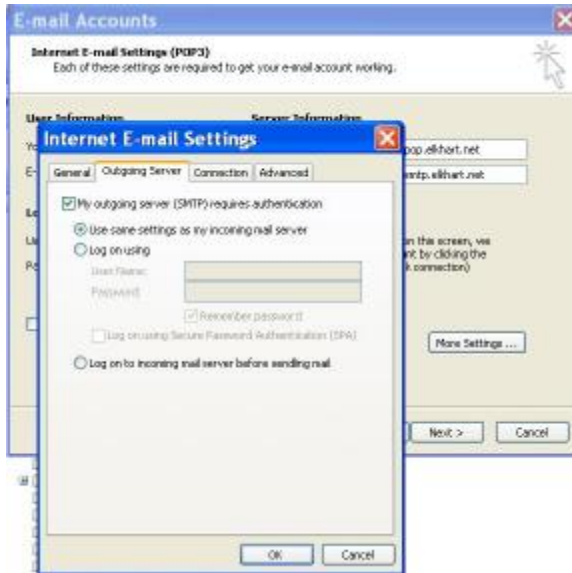 E-mail Accounts
Internet E-mail Settings (POP3)
Each of these settings are required to get your e-mail account working.
User Information
Server Information
pop.elkhart.net
smtp.elkhart.net
on this screen, we
nt by clicking the
k connection)
More Settings ...
Next >
Cancel
Internet E-mail Settings
General
Outgoing Server
Connection
Advanced
My outgoing server (SMTP) requires authentication
Use same settings as my incoming mail server
Log on using
User Name:
Password:
Remember password
Log on using Secure Password Authentication (SPA)
Log on to incoming mail server before sending mail
OK
Cancel